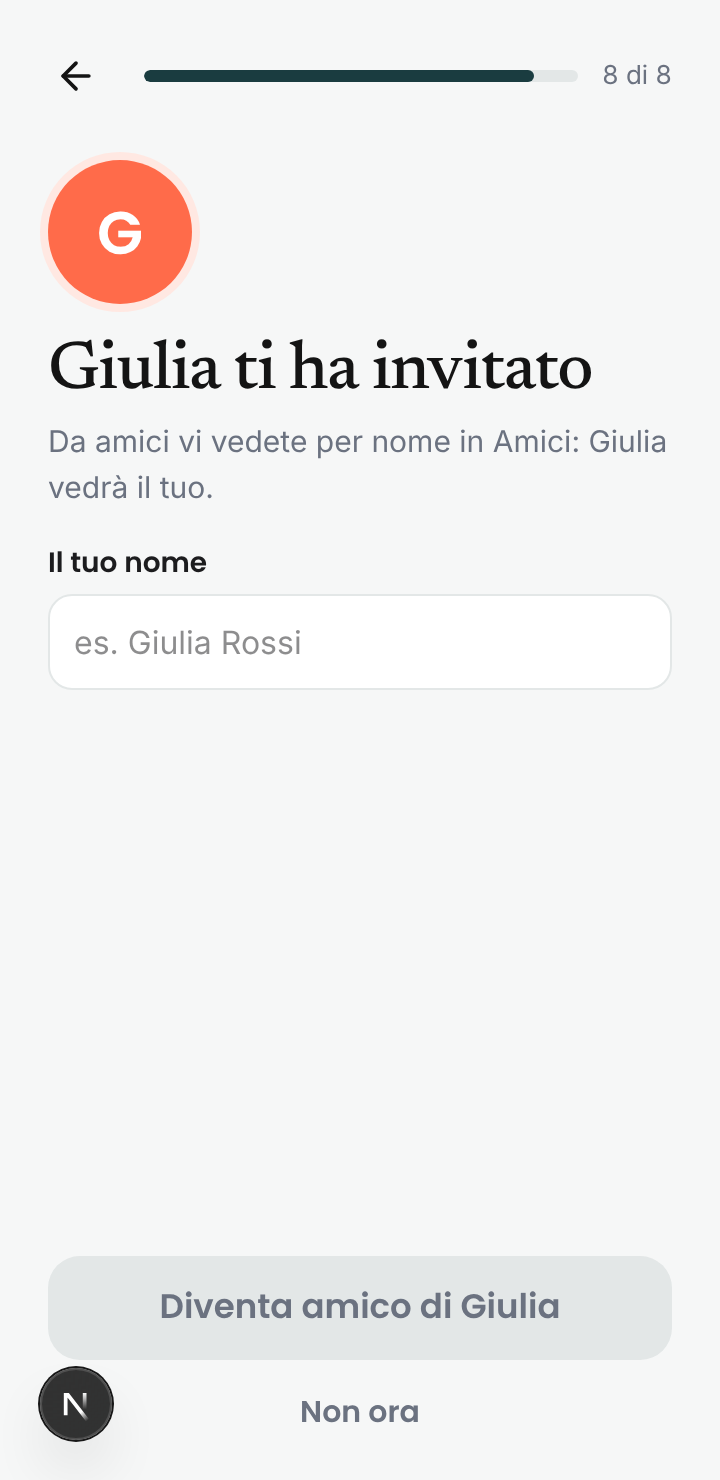 8 di 8
G
Giulia ti ha invitato
Da amici vi vedete per nome in Amici: Giulia
vedrà il tuo.
Il tuo nome
es. Giulia Rossi
Diventa amico di Giulia
N
Non ora